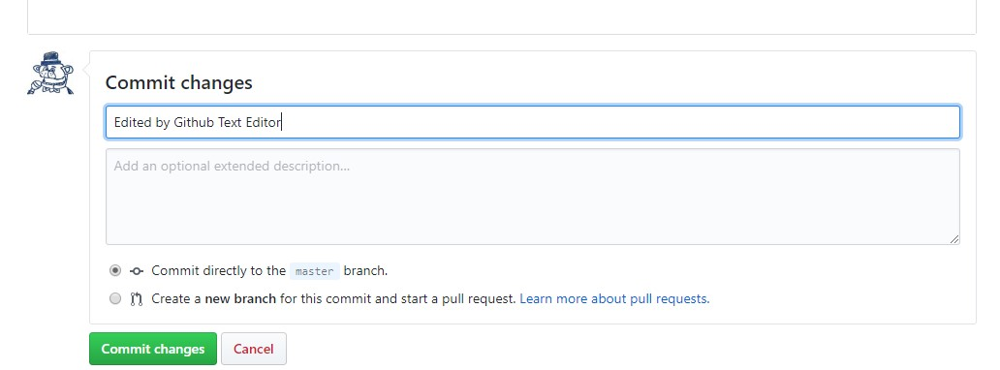 Commit changes
Edited by Github Text Editor
Add an optional extended description...
Commit directly to the master branch.
Create a new branch for this commit and start a pull request. Learn more about pull requests.
Commit changes Cancel